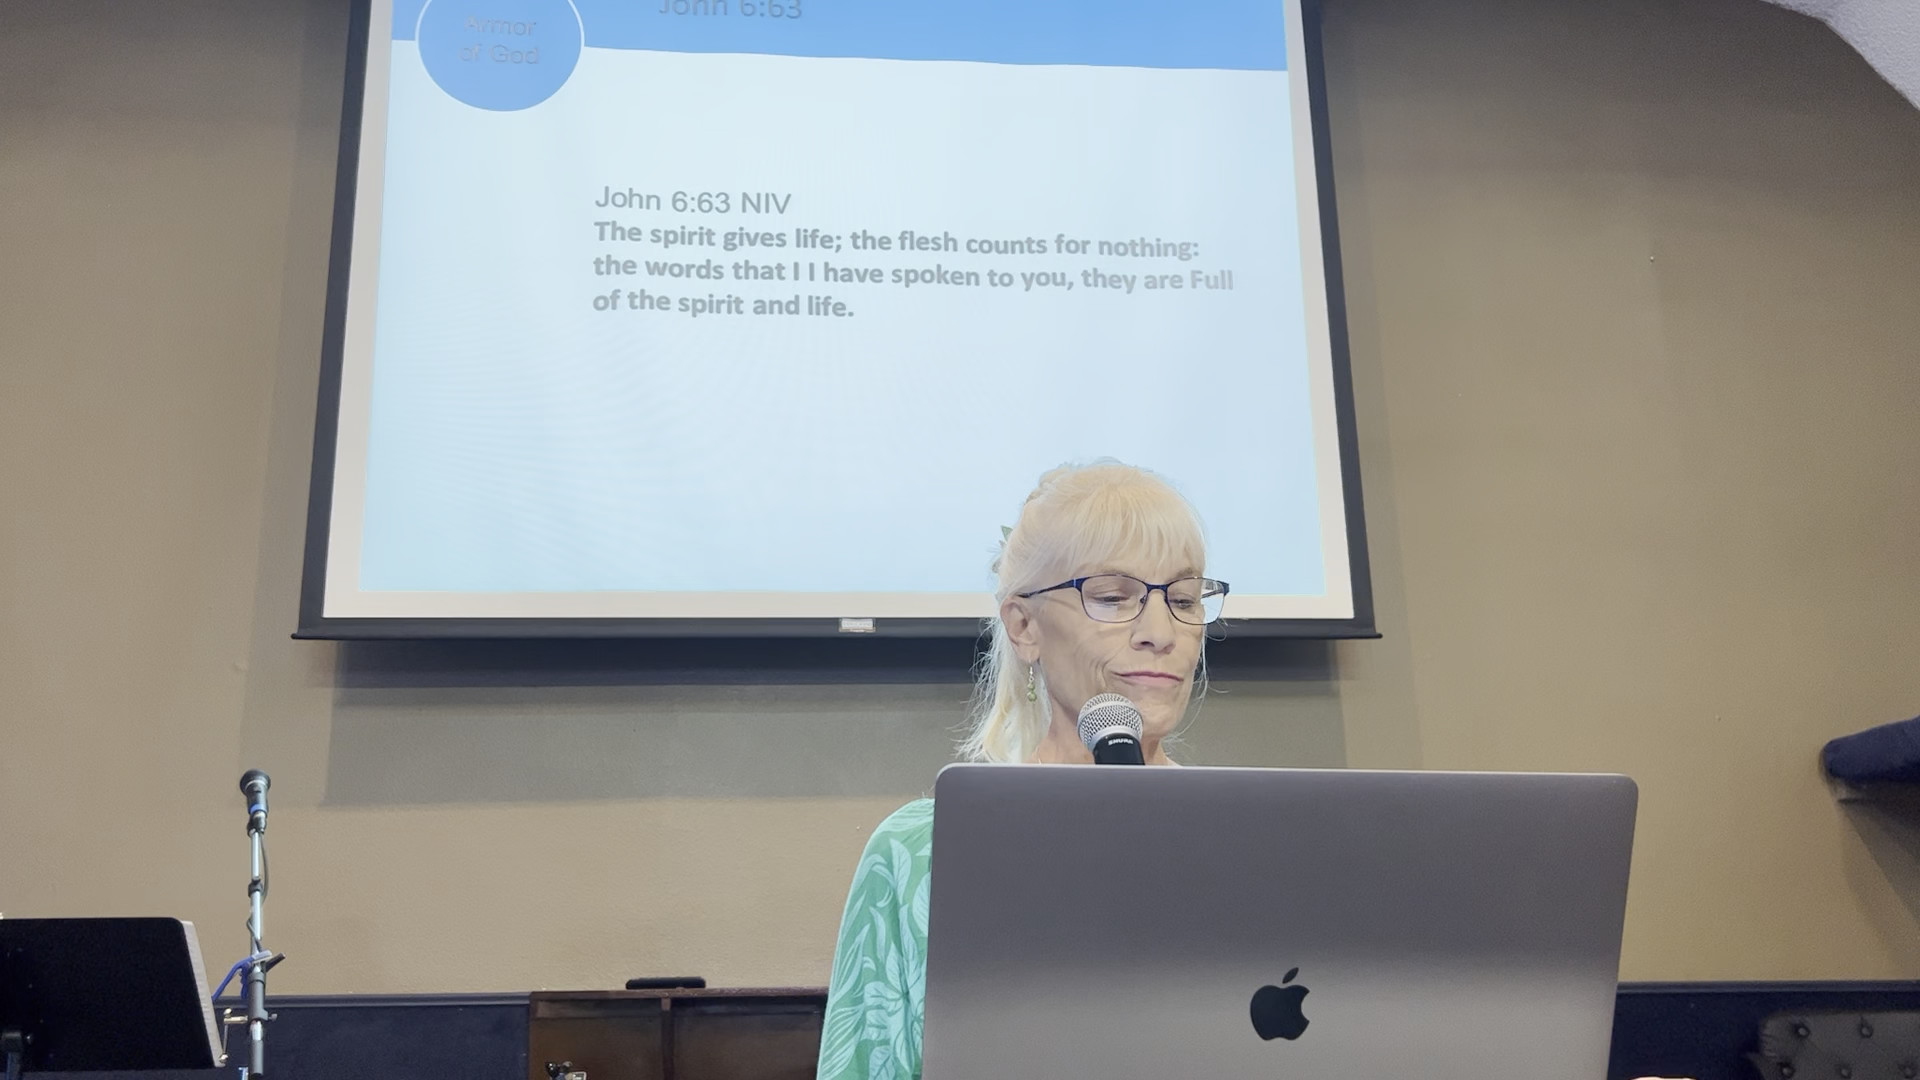 John 6:63
Armor
of God
John 6:63 NIV
The spirit gives life; the flesh counts for nothing:
the words that I I have spoken to you, they are Full
of the spirit and life.
SHURE